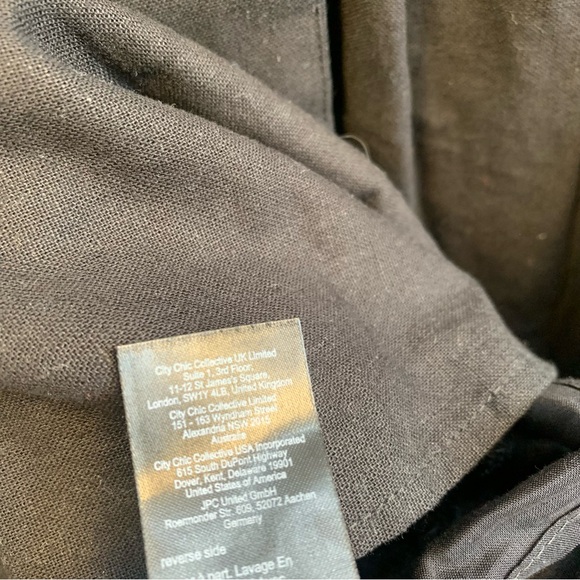 City Chic Collective UK Limited
Suite 1, 3rd Floor,
11-12 St James's Square,
London, SW1Y 4LB, United Kingdom
City Chic Collective Limited
151 - 163 Wyndham Street
Alexandria NSW 2015
Australia
City Chic Collective USA Incorporated
615 South DuPont Highway
Dover, Kent, Delaware 19901
United States of America
JPC United GmbH
Roermonder Str. 609, 52072 Aachen
Germany
reverse side
À part. Lavage En